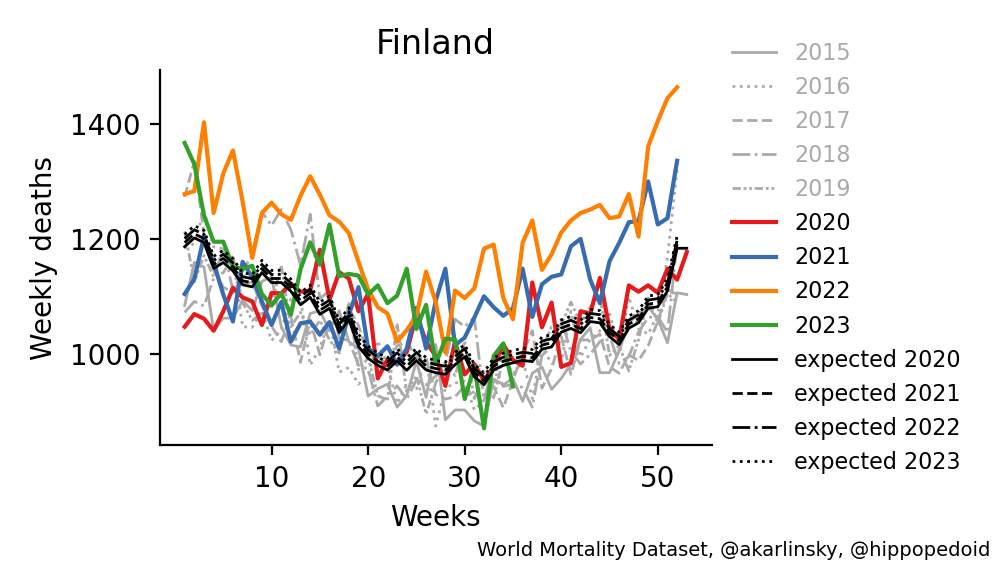 Finland
Weekly deaths
1400
1200
1000
10 20 30 40 50
Weeks
2015
2016
2017
2018
2019
2020
2021
2022
2023
expected 2020
expected 2021
expected 2022
expected 2023
World Mortality Dataset, @akarlinsky, @hippopedoid